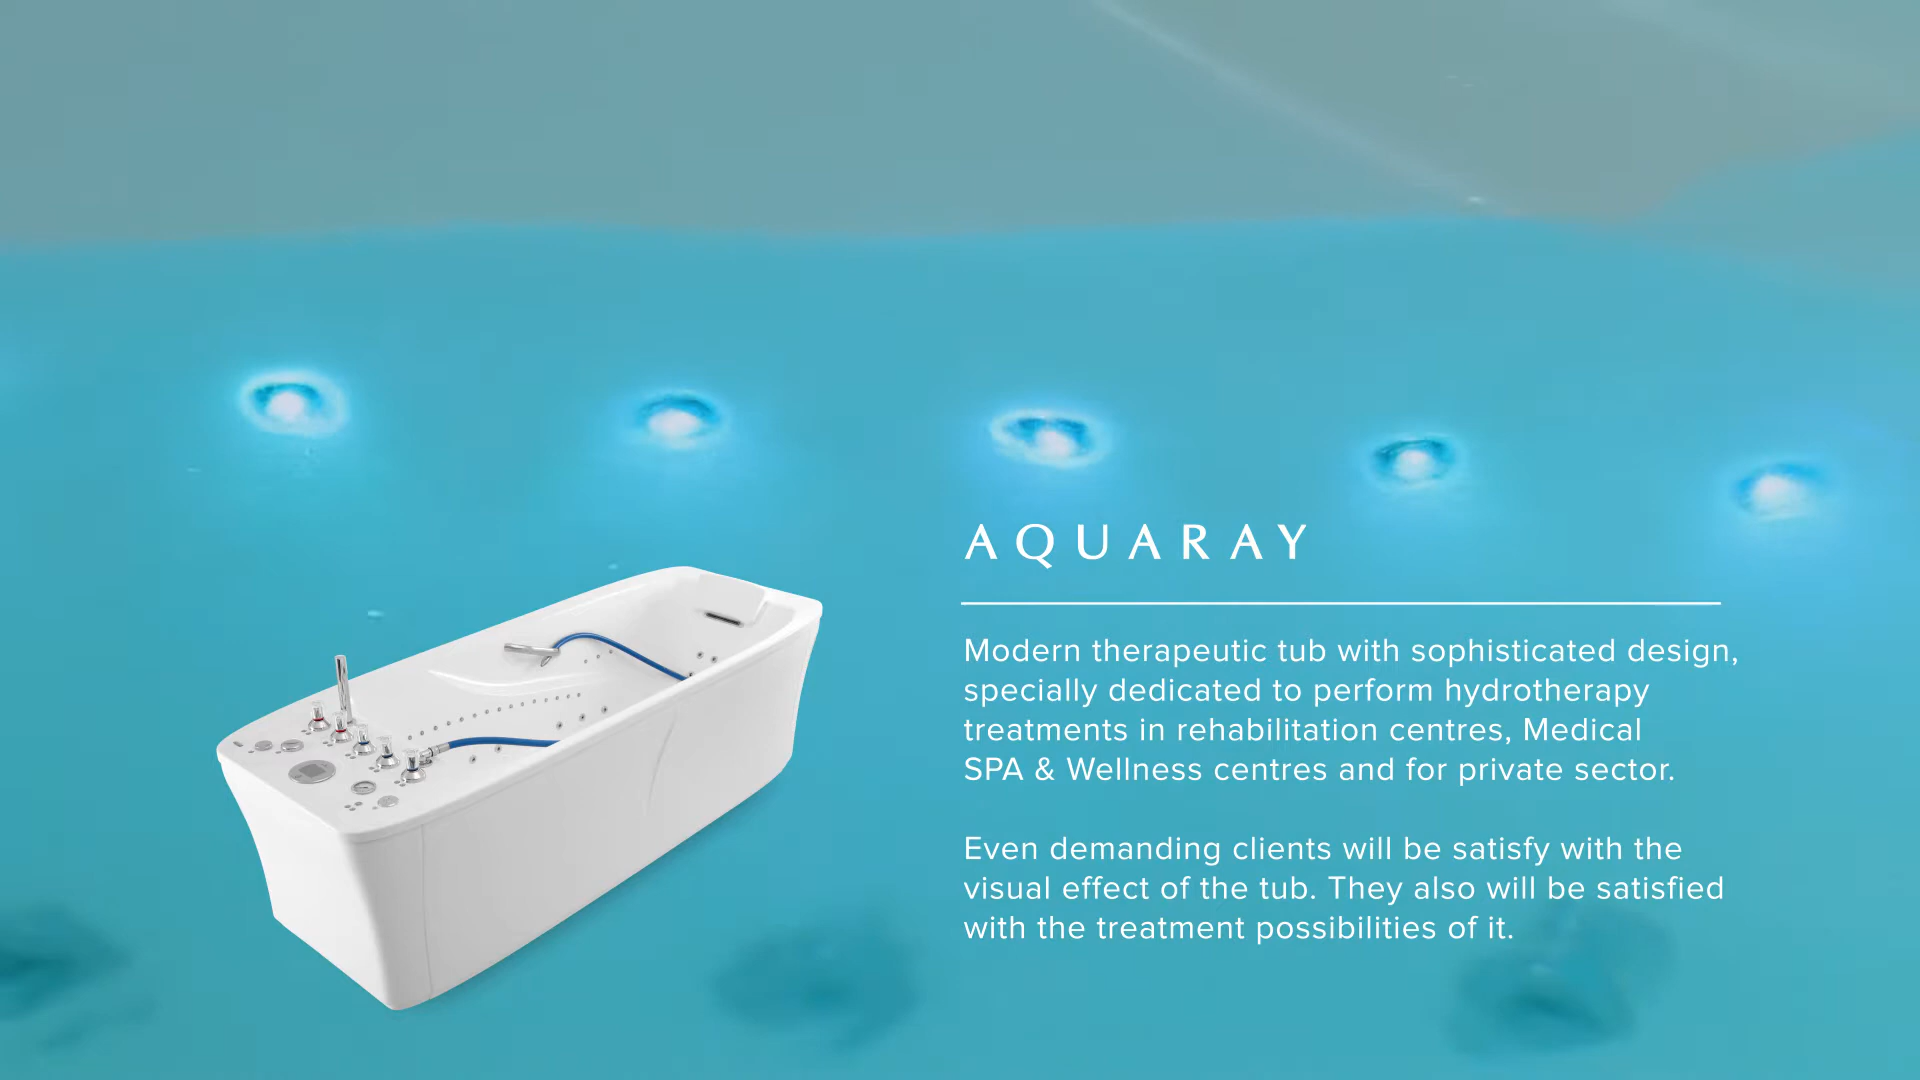 AQUARAY
Modern therapeutic tub with sophisticated design,
specially dedicated to perform hydrotherapy
treatments in rehabilitation centres, Medical
SPA & Wellness centres and for private sector.
Even demanding clients will be satisfy with the
visual effect of the tub. They also will be satisfied
with the treatment possibilities of it.